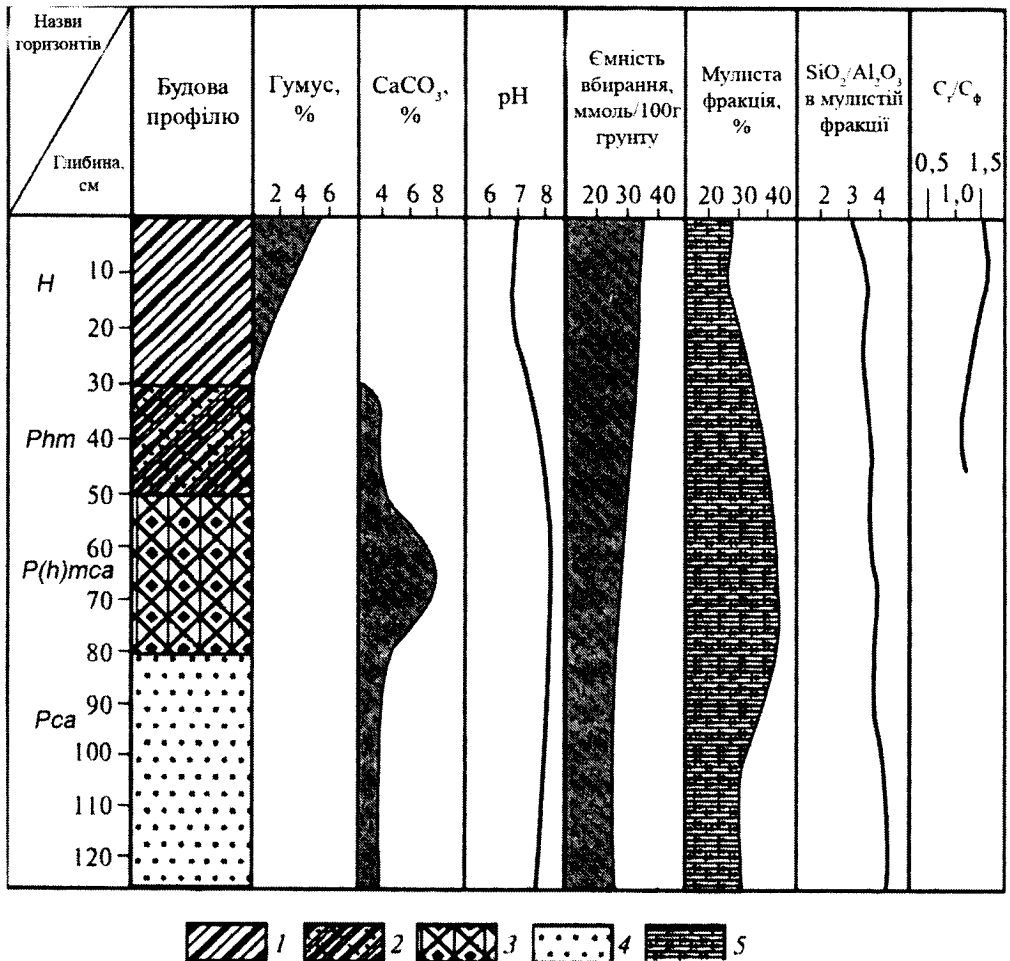 Назви
горизонтів
Глибина,
см
Будова
профілю
Гумус,
%
2 4 6
CaCO₃,
%
4 6 8
pH
6 7 8
Ємність
вбирання,
ммоль/100г
грунту
20 30 40
Мулиста
фракція,
%
20 30 40
SiO₂/Al₂O₃
в мулистій
фракції
2 3 4
Cг/Cф
0,5 1,5
1,0
H
10
20
30
Phm
40
50
60
P(h)mca
70
80
Pca
90
100
110
120
1 2 3 4 5